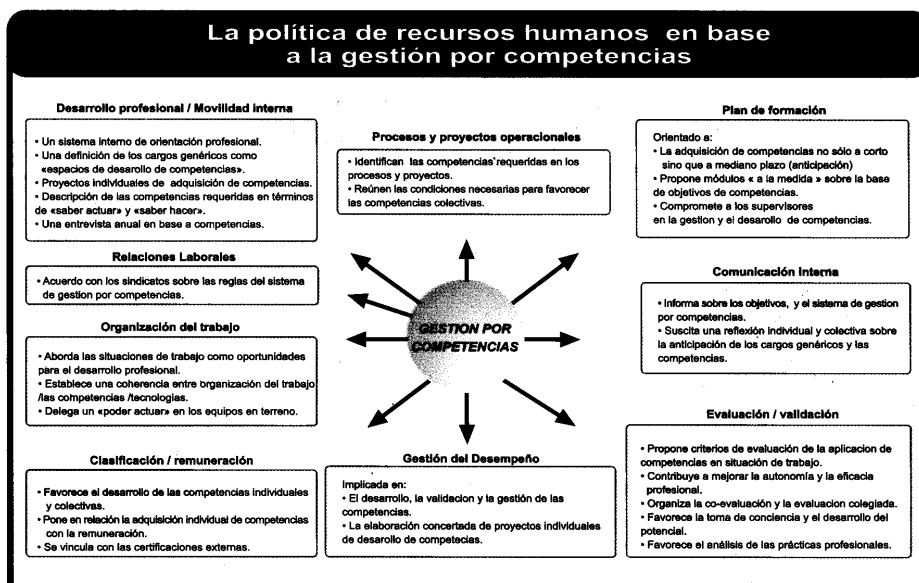 La política de recursos humanos en base
a la gestión por competencias
Desarrollo profesional / Movilidad interna
• Un sistema interno de orientación profesional.
• Una definición de los cargos genéricos como
«espacios de desarollo de competencias».
• Proyectos individuales de adquisición de competencias.
• Descripción de las competencias requeridas en términos
de «saber actuar» y «saber hacer».
• Una entrevista anual en base a competencias.
Relaciones Laborales
• Acuerdo con los sindicatos sobre las reglas del sistema
de gestion por competencias.
Organización del trabajo
• Aborda las situaciones de trabajo como oportunidades
para el desarrollo profesional.
• Establece una coherencia entre organización del trabajo
/las competencias /tecnologías.
• Delega un «poder actuar» en los equipos en terreno.
Clasificación / remuneración
• Favorece el desarrollo de las competencias individuales
y colectivas.
• Pone en relación la adquisición individual de competencias
con la remuneración.
• Se vincula con las certificaciones externas.
Procesos y proyectos operacionales
• Identifican las competencias requeridas en los
procesos y proyectos.
• Reúnen las condiciones necesarias para favorecer
las competencias colectivas.
GESTION POR
COMPETENCIAS
Gestión del Desempeño
Implicada en:
• El desarrollo, la validacion y la gestión de las
competencias.
• La elaboración concertada de proyectos individuales
de desarollo de competecias.
Plan de formación
Orientado a:
• La adquisición de competencias no sólo a corto
sino que a mediano plazo (anticipación)
• Propone módulos « a la medida » sobre la base
de objetivos de competencias.
• Compromete a los supervisores
en la gestion y el desarollo de competencias.
Comunicación interna
• Informa sobre los objetivos, y el sistema de gestion
por competencias.
• Suscita una reflexión individual y colectiva sobre
la anticipación de los cargos genéricos y las
competencias.
Evaluación / validación
• Propone criterios de evaluación de la aplicacion de
competencias en situación de trabajo.
• Contribuye a mejorar la autonomía y la eficacia
profesional.
• Organiza la co-evaluación y la evaluacion colegiada.
• Favorece la toma de conciencia y el desarrollo del
potencial.
• Favorece el análisis de las prácticas profesionales.